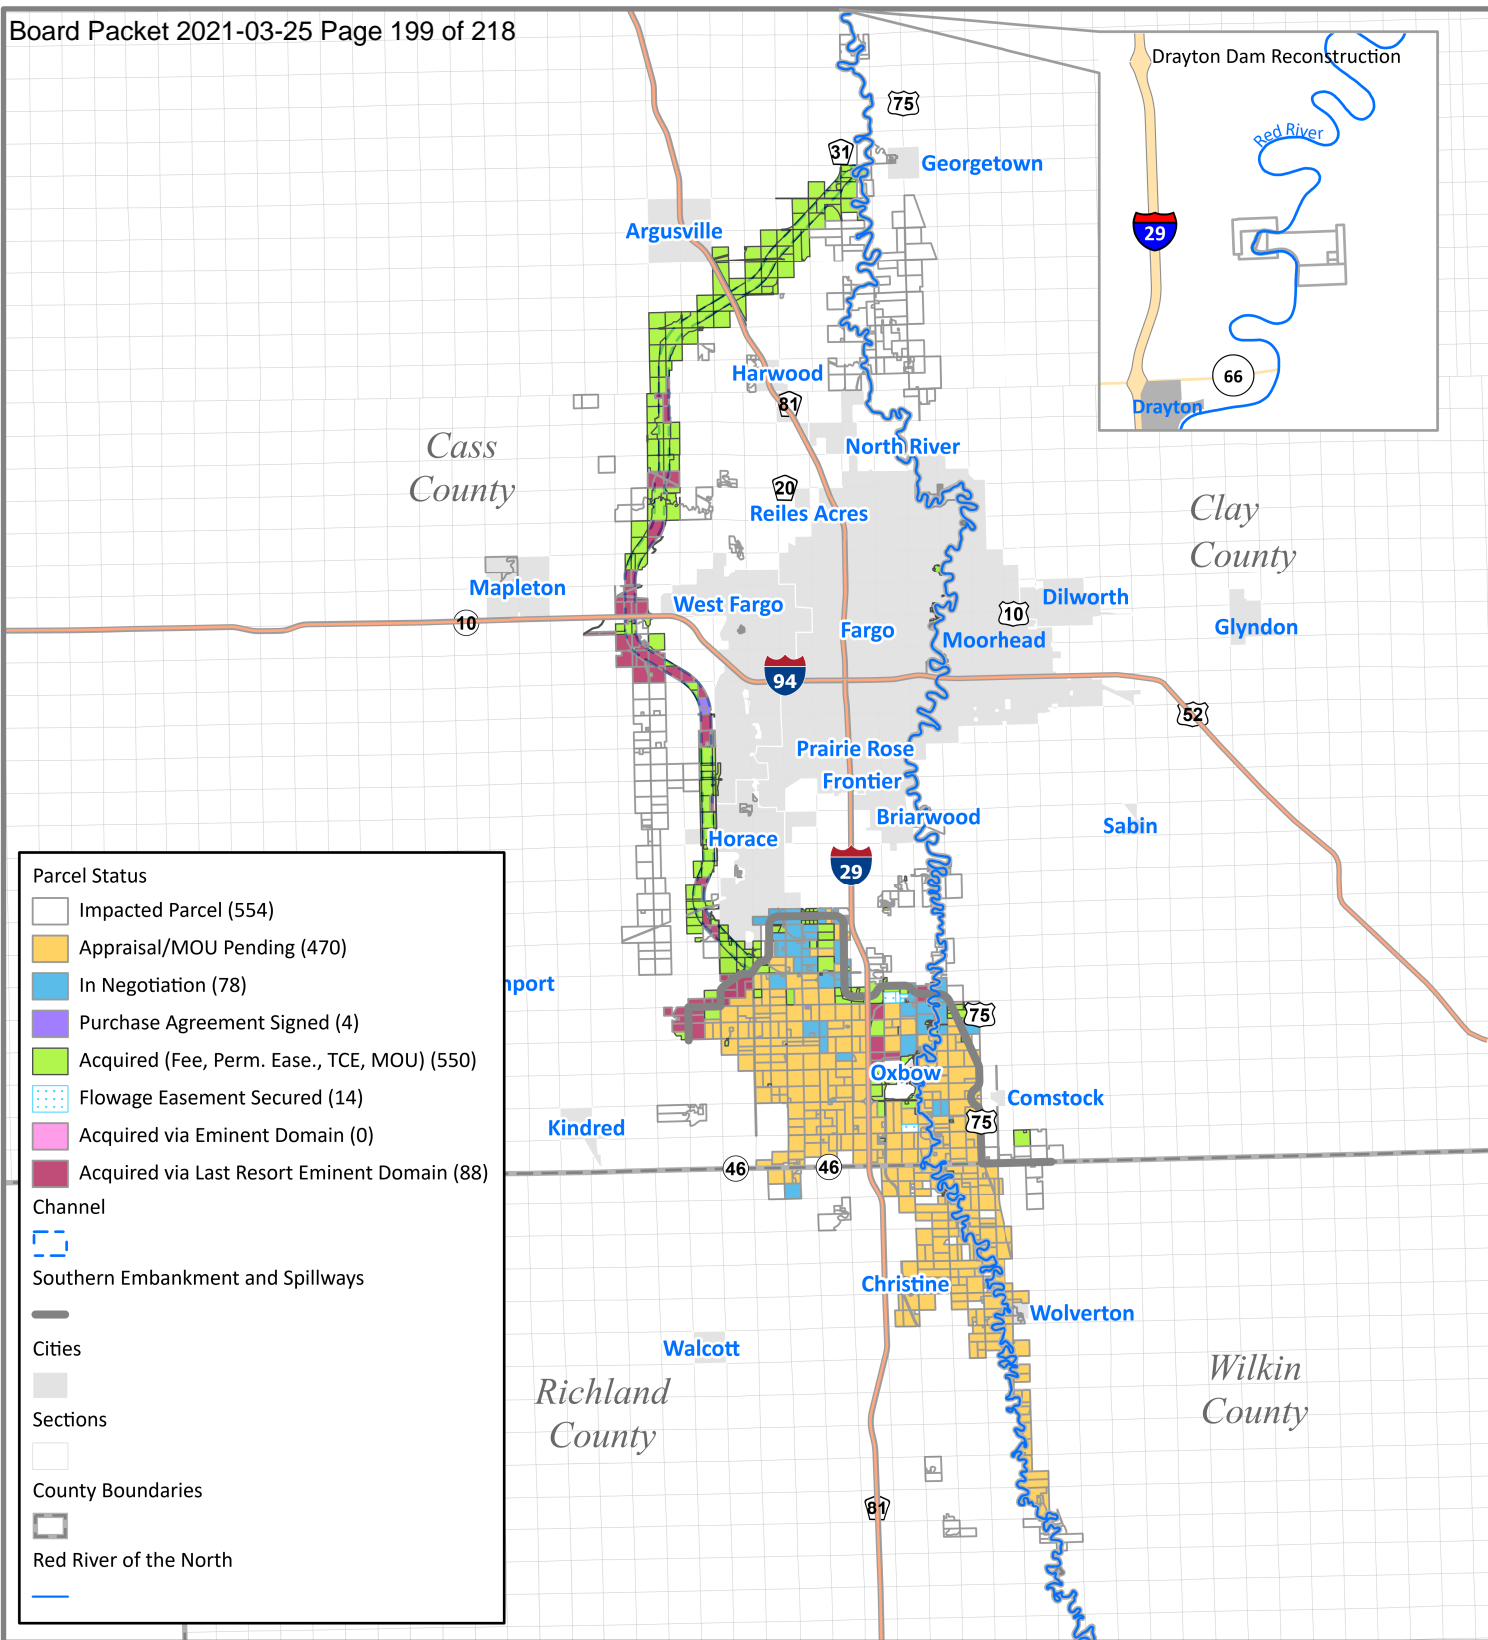 Board Packet 2021-03-25 Page 199 of 218
Drayton Dam Reconstruction
Red River
29
66
Drayton
75
31
Georgetown
Argusville
Harwood
81
Cass
County
North River
20
Reiles Acres
Clay
County
Mapleton
West Fargo
Dilworth
10
10
Fargo
Moorhead
Glyndon
94
52
Prairie Rose
Frontier
Briarwood
Sabin
Horace
29
nport
75
Oxbow
Comstock
75
Kindred
46
46
Christine
Wolverton
Walcott
Richland
County
Wilkin
County
81
Parcel Status
Impacted Parcel (554)
Appraisal/MOU Pending (470)
In Negotiation (78)
Purchase Agreement Signed (4)
Acquired (Fee, Perm. Ease., TCE, MOU) (550)
Flowage Easement Secured (14)
Acquired via Eminent Domain (0)
Acquired via Last Resort Eminent Domain (88)
Channel
Southern Embankment and Spillways
Cities
Sections
County Boundaries
Red River of the North